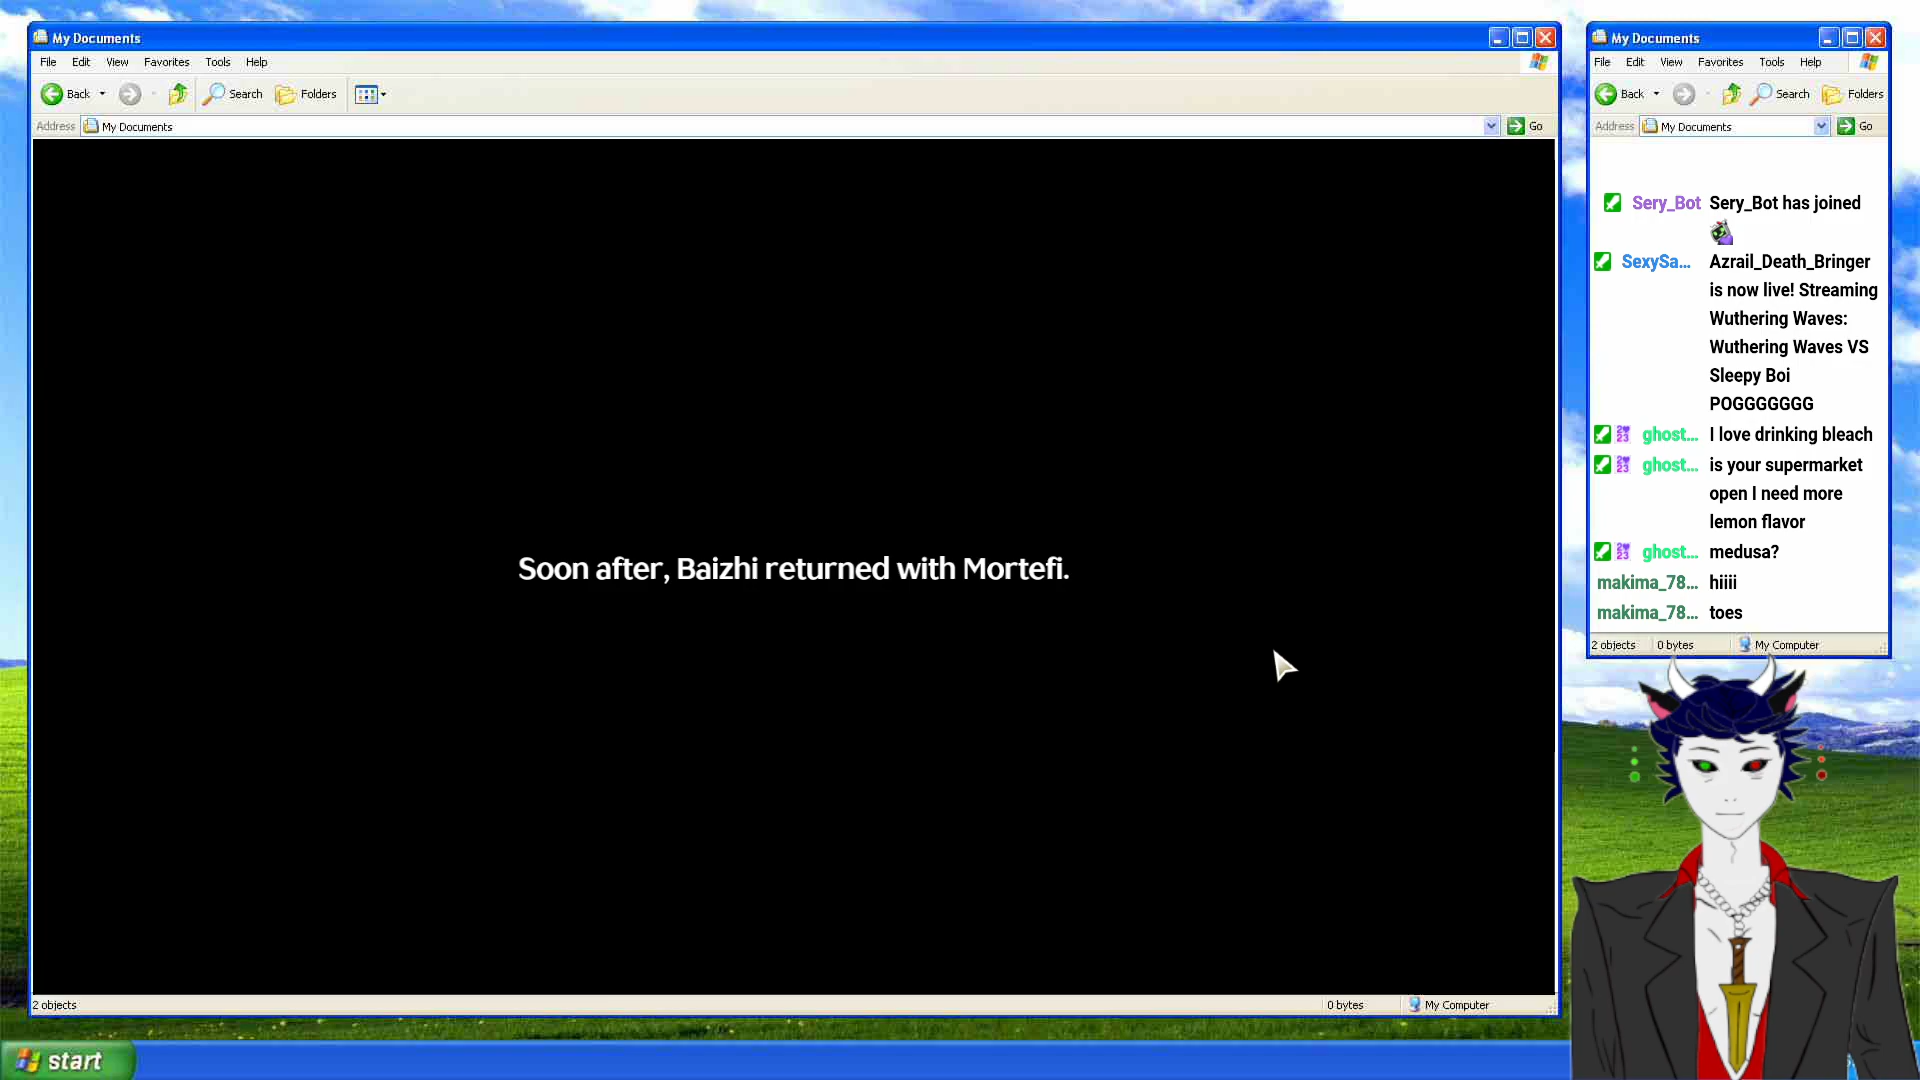 My Documents
File Edit View Favorites Tools Help
Back Search Folders
Address My Documents Go
Soon after, Baizhi returned with Mortefi.
2 objects 0 bytes My Computer
start
My Documents
File Edit View Favorites Tools Help
Back Search Folders
Address My Documents Go
Sery_Bot Sery_Bot has joined
SexySa... Azrail_Death_Bringer
is now live! Streaming
Wuthering Waves:
Wuthering Waves VS
Sleepy Boi
POGGGGGGG
23 ghost... I love drinking bleach
23 ghost... is your supermarket
open I need more
lemon flavor
23 ghost... medusa?
makima_78... hiiii
makima_78... toes
2 objects 0 bytes My Computer